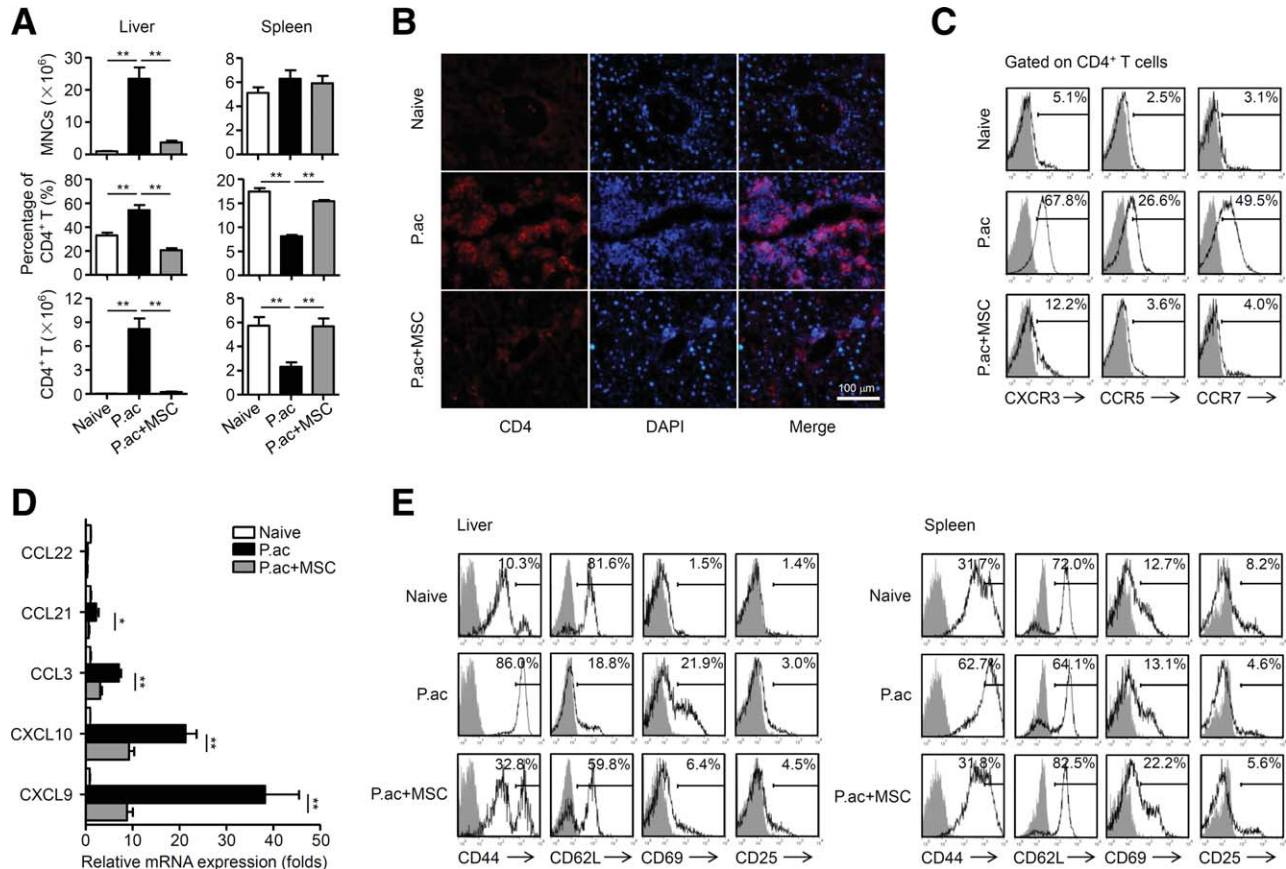 A
Liver
Spleen
MNCs (×10⁶)
30
20
10
0
8
6
4
2
0
** **
Percentage of
CD4⁺ T (%)
80
60
40
20
0
20
15
10
5
0
** **
** **
CD4⁺ T (×10⁶)
12
9
6
3
0
8
6
4
2
0
** **
** **
Naive P.ac P.ac+MSC
Naive P.ac P.ac+MSC
B
Naive
P.ac
P.ac+MSC
100 μm
CD4 DAPI Merge
C
Gated on CD4⁺ T cells
Naive 5.1% 2.5% 3.1%
P.ac 67.8% 26.6% 49.5%
P.ac+MSC 12.2% 3.6% 4.0%
CXCR3 → CCR5 → CCR7 →
D
Naive
P.ac
P.ac+MSC
CCL22
CCL21 *
CCL3 **
CXCL10 **
CXCL9 **
0 10 20 30 40 50
Relative mRNA expression (folds)
E
Liver
Naive 10.3% 81.6% 1.5% 1.4%
P.ac 86.0% 18.8% 21.9% 3.0%
P.ac+MSC 32.8% 59.8% 6.4% 4.5%
CD44 → CD62L → CD69 → CD25 →
Spleen
Naive 31.7% 72.0% 12.7% 8.2%
P.ac 62.7% 64.1% 13.1% 4.6%
P.ac+MSC 31.8% 82.5% 22.2% 5.6%
CD44 → CD62L → CD69 → CD25 →